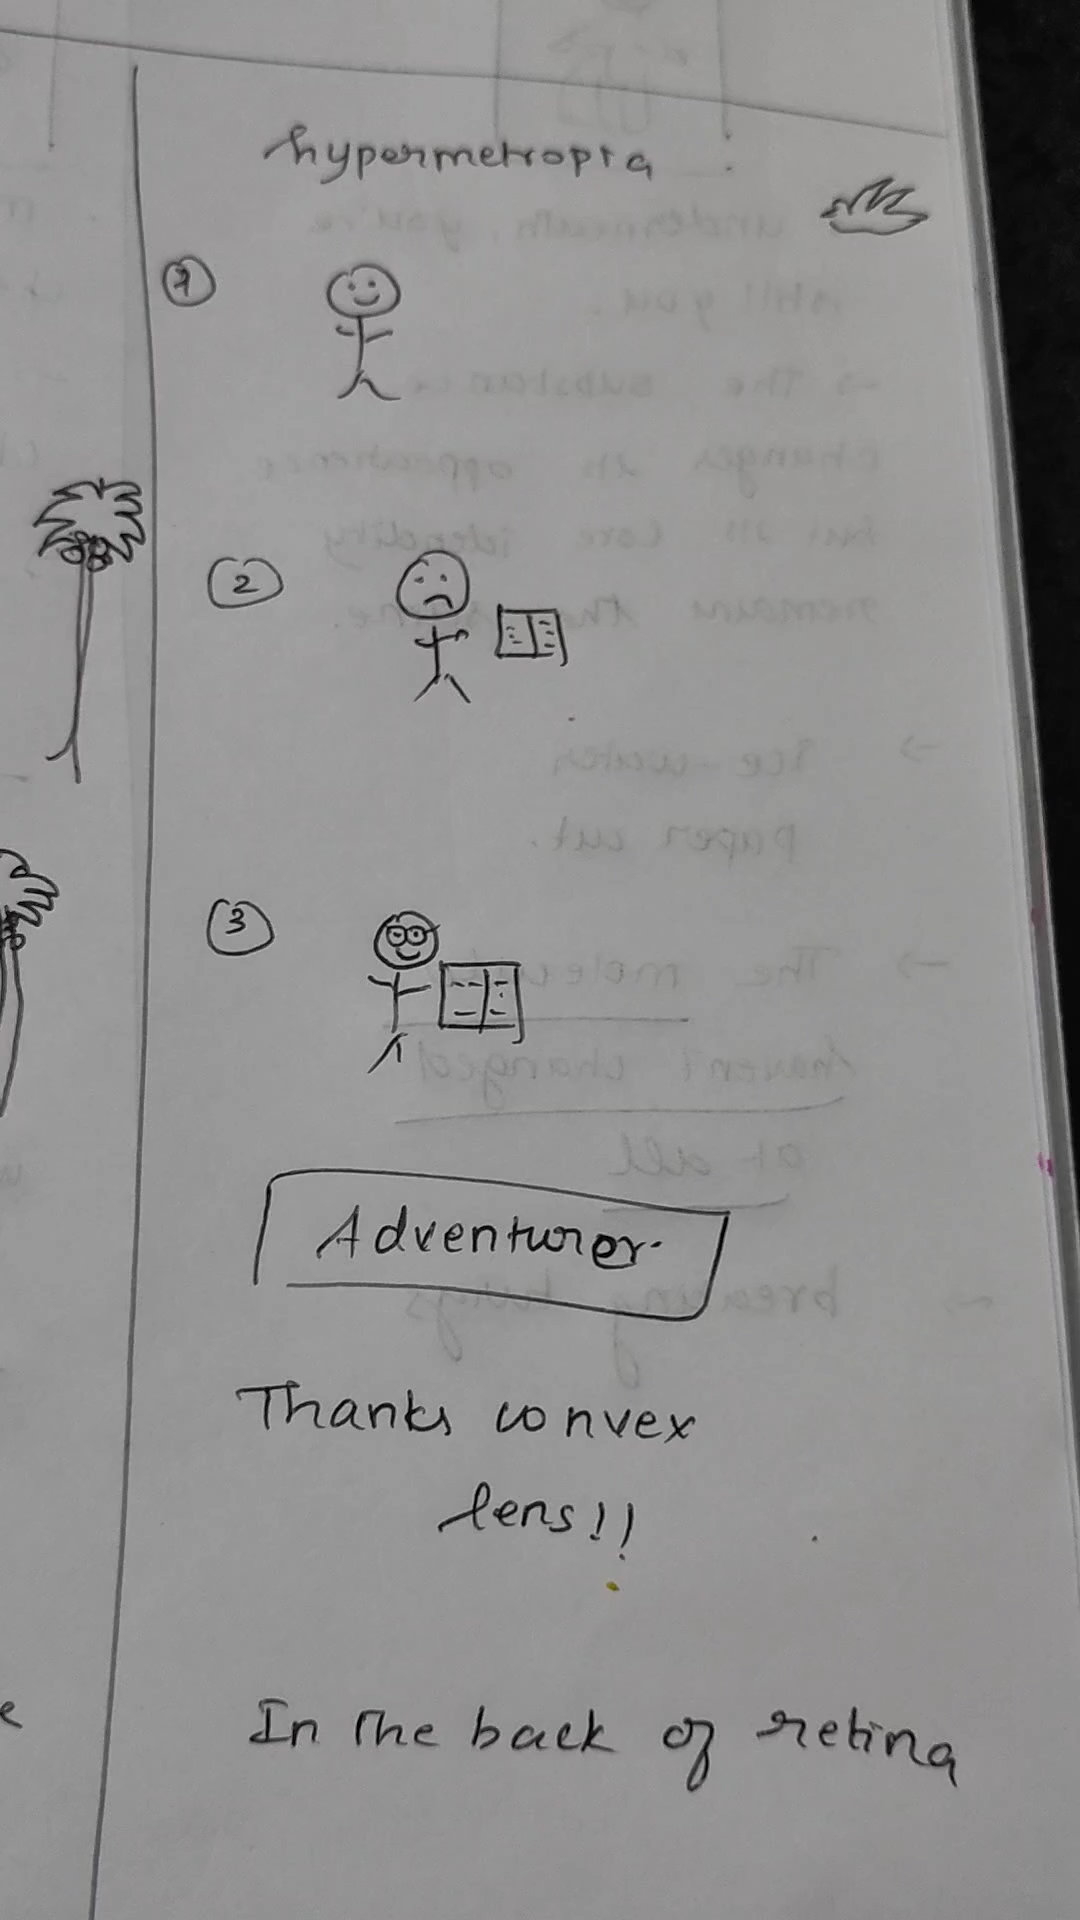 hypermetropia
1
2
3
Adventurer
Thanks convex
lens!!
In the back of retina
e